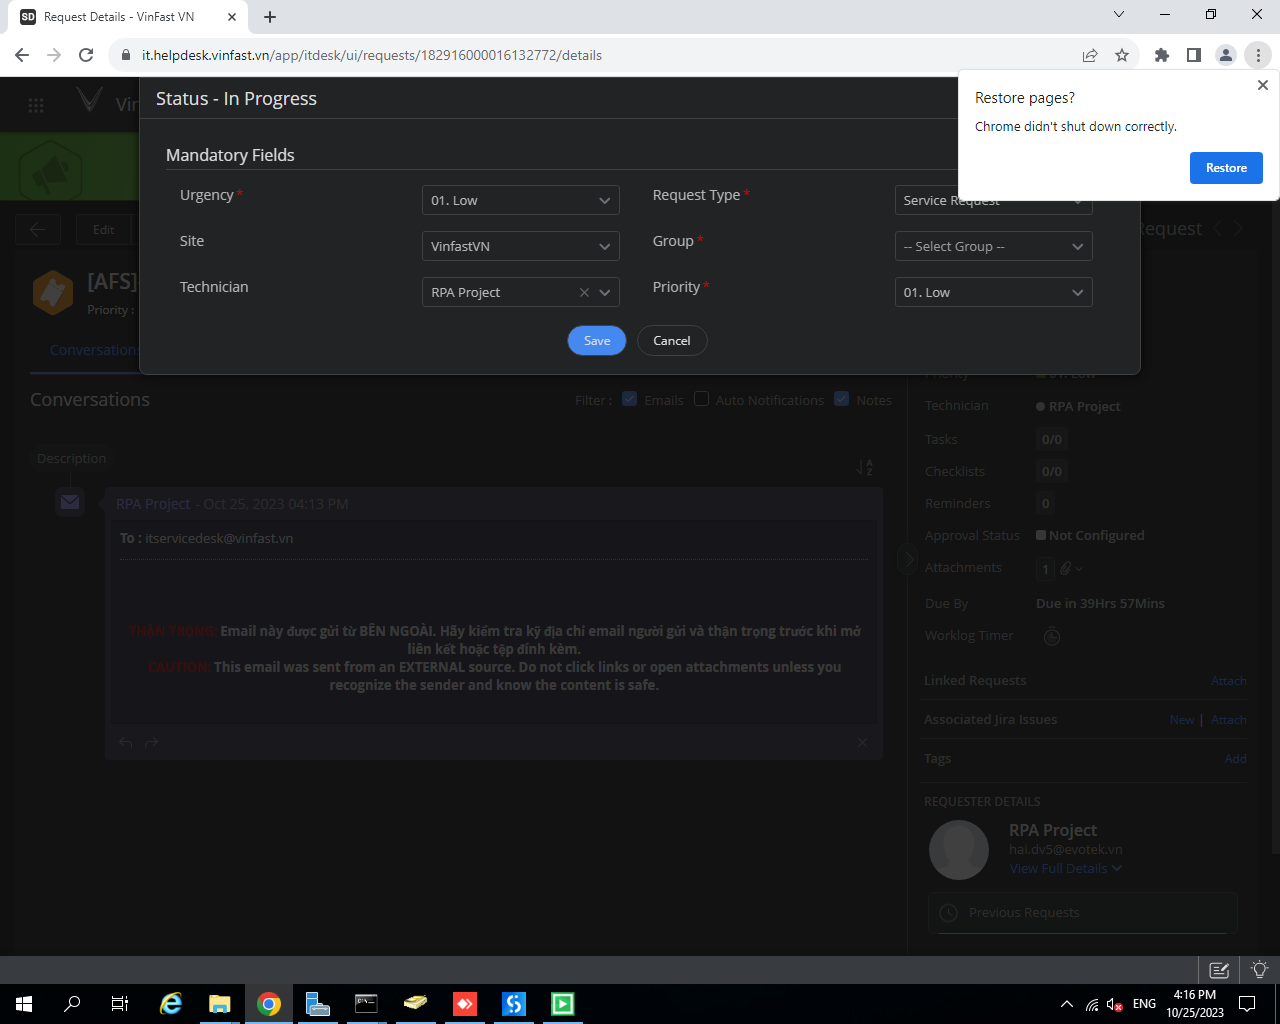 SD Request Details - VinFast VN
it.helpdesk.vinfast.vn/app/itdesk/ui/requests/182916000016132772/details
Restore pages?
Chrome didn't shut down correctly.
Restore
Vin
Status - In Progress
Mandatory Fields
Urgency *
01. Low
Request Type *
Service Request
Site
VinfastVN
Group *
-- Select Group --
Technician
RPA Project
Priority *
01. Low
Save
Cancel
Edit
Request
[AFS]
Priority :
Conversations
Conversations
Filter :
Emails
Auto Notifications
Notes
Description
RPA Project - Oct 25, 2023 04:13 PM
To : itservicedesk@vinfast.vn
THẬN TRỌNG: Email này được gửi từ BÊN NGOÀI. Hãy kiểm tra kỹ địa chỉ email người gửi và thận trọng trước khi mở
liên kết hoặc tệp đính kèm.
CAUTION: This email was sent from an EXTERNAL source. Do not click links or open attachments unless you
recognize the sender and know the content is safe.
Priority
01. Low
Technician
RPA Project
Tasks
0/0
Checklists
0/0
Reminders
0
Approval Status
Not Configured
Attachments
1
Due By
Due in 39Hrs 57Mins
Worklog Timer
Linked Requests
Attach
Associated Jira Issues
New | Attach
Tags
Add
REQUESTER DETAILS
RPA Project
hai.dv5@evotek.vn
View Full Details
Previous Requests
ENG
4:16 PM
10/25/2023